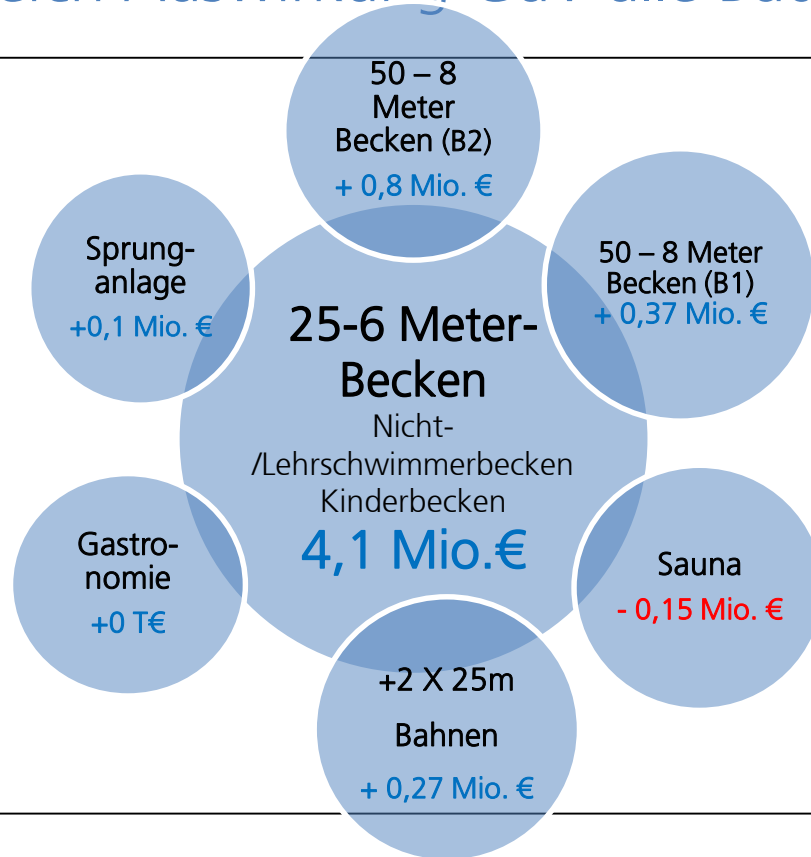 50 – 8
Meter
Becken (B2)
+ 0,8 Mio. €
50 – 8 Meter
Becken (B1)
+ 0,37 Mio. €
Sprung-
anlage
+0,1 Mio. €
25-6 Meter-
Becken
Nicht-
/Lehrschwimmerbecken
Kinderbecken
4,1 Mio.€
Gastro-
nomie
+0 T€
Sauna
- 0,15 Mio. €
+2 X 25m
Bahnen
+ 0,27 Mio. €